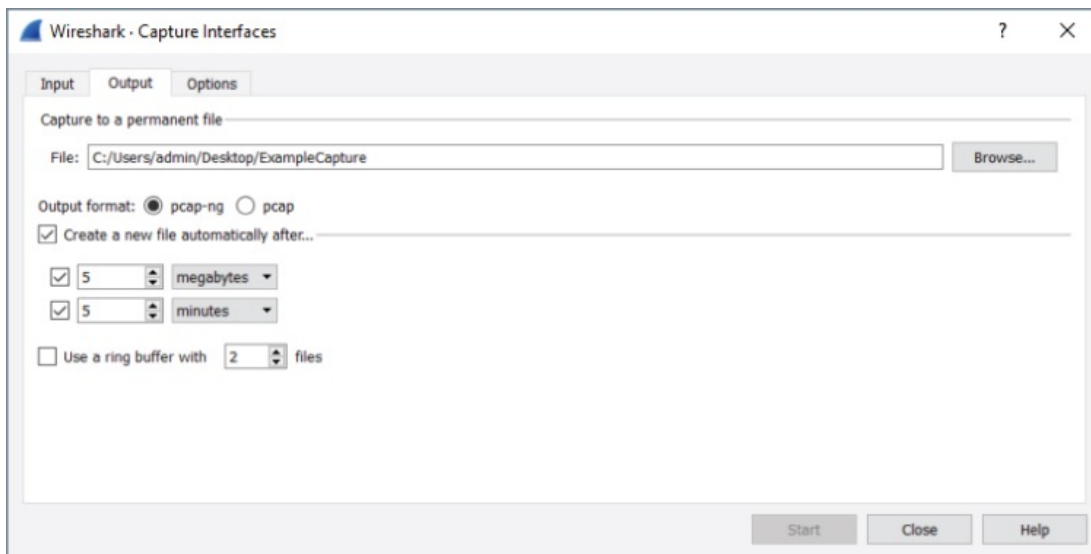 Wireshark · Capture Interfaces
?
Input Output Options
Capture to a permanent file
File: C:/Users/admin/Desktop/ExampleCapture Browse...
Output format: pcap-ng pcap
Create a new file automatically after...
5 megabytes
5 minutes
Use a ring buffer with 2 files
Start Close Help